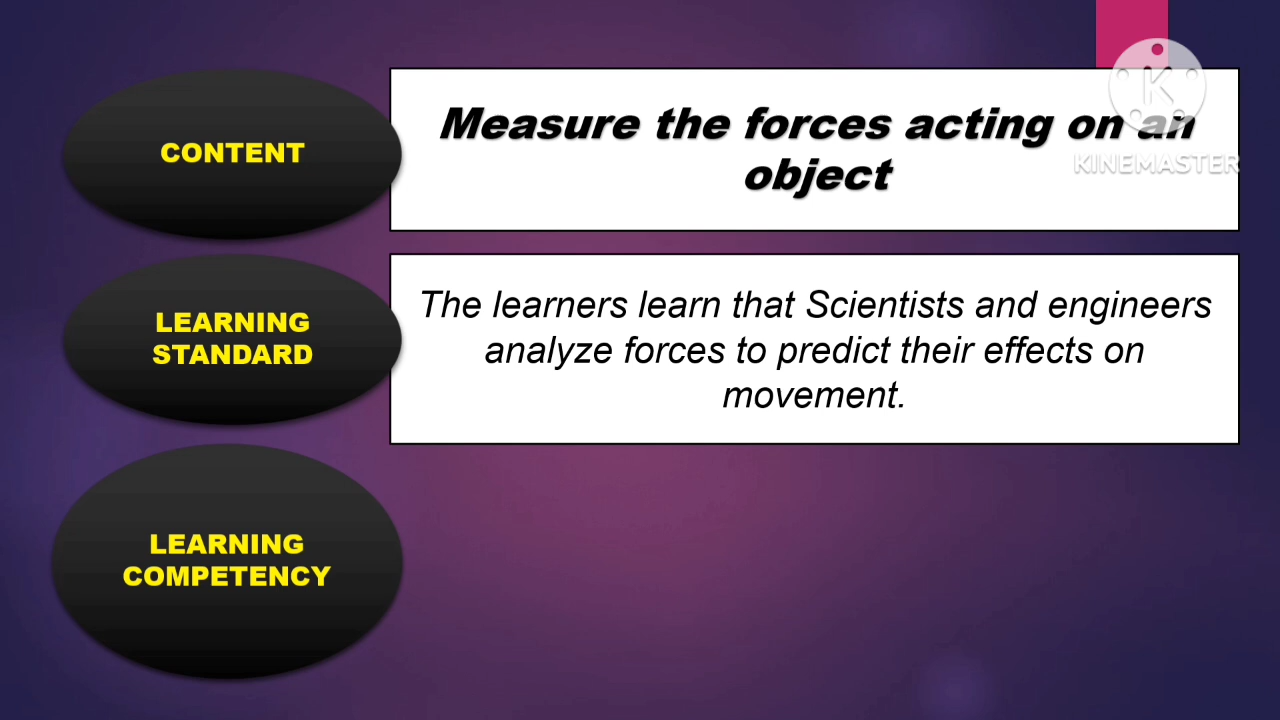 CONTENT
Measure the forces acting on an
object
KINEMASTER
LEARNING
STANDARD
The learners learn that Scientists and engineers
analyze forces to predict their effects on
movement.
LEARNING
COMPETENCY